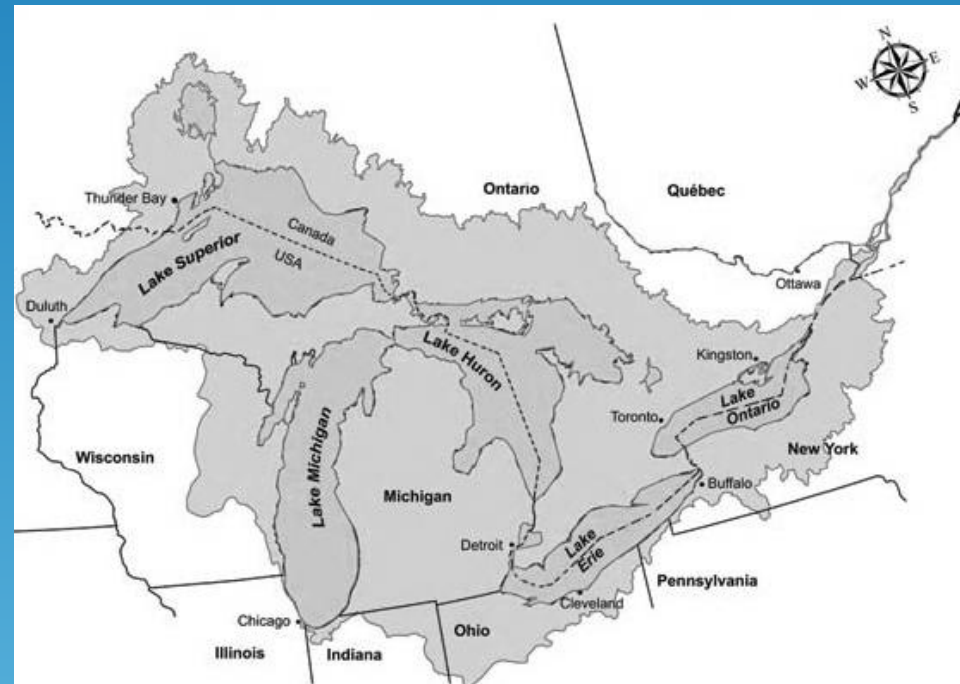 N
E
W
S
Ontario
Québec
Thunder Bay
Canada
Lake Superior
USA
Ottawa
Duluth
Lake Huron
Kingston
Lake
Ontario
Toronto
Lake Michigan
New York
Wisconsin
Michigan
Buffalo
Detroit
Lake
Erie
Pennsylvania
Cleveland
Chicago
Ohio
Illinois
Indiana